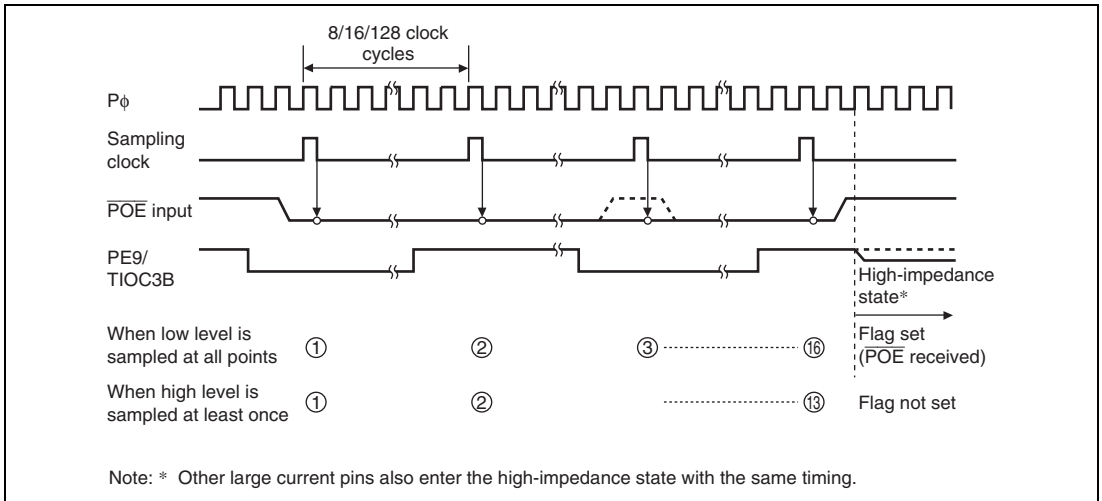 8/16/128 clock
cycles
Pϕ
Sampling
clock
POE input
PE9/
TIOC3B
High-impedance
state*
When low level is
sampled at all points
① ② ③ ⑯
Flag set
(POE received)
When high level is
sampled at least once
① ② ⑬
Flag not set
Note: * Other large current pins also enter the high-impedance state with the same timing.